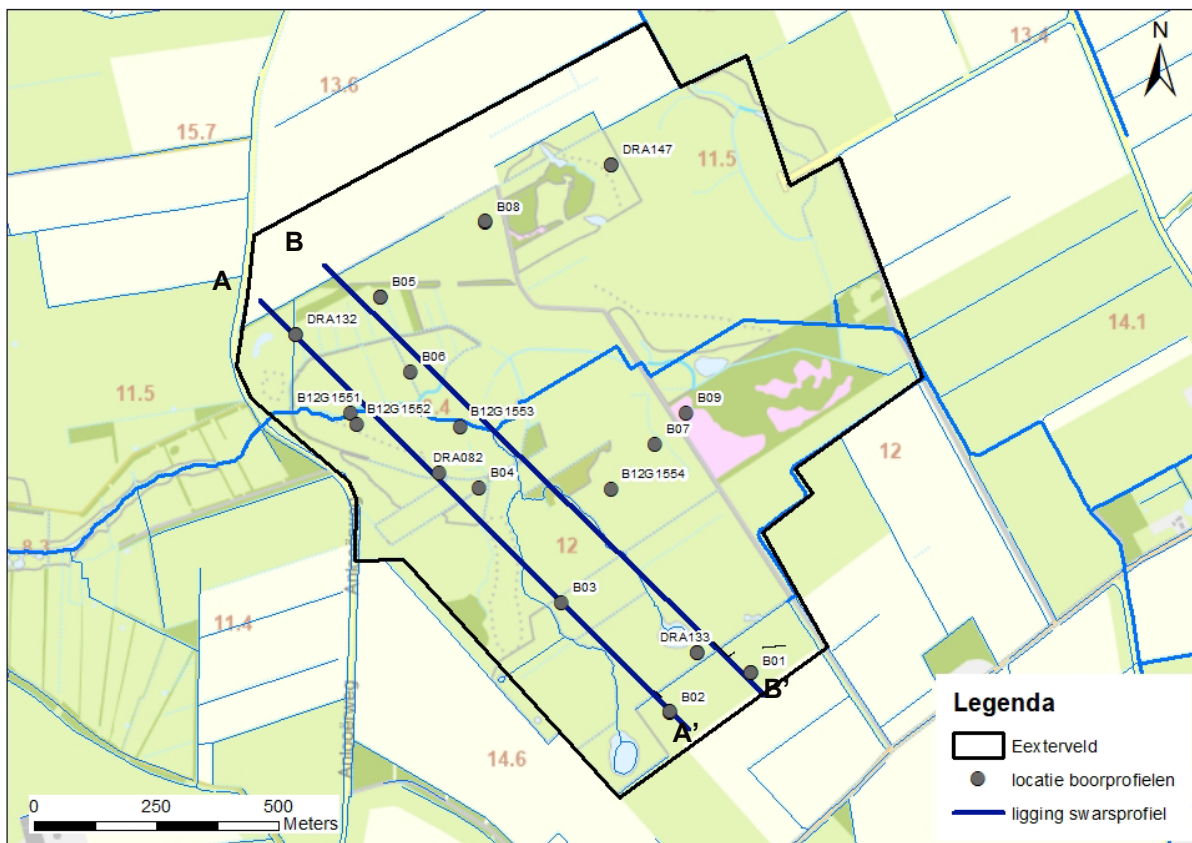 N
13.4
13.6
15.7
11.5
DRA147
B08
B
A
B05
DRA132
14.1
B06
11.5
B12G1551
B12G1552
B12G1553
B09
B07
DRA082
B04
B12G1554
12
8.3
12
B03
11.4
DRA133
B01
B'
B02
A'
14.6
Legenda
Eexterveld
locatie boorprofielen
ligging swarsprofiel
0 250 500
Meters